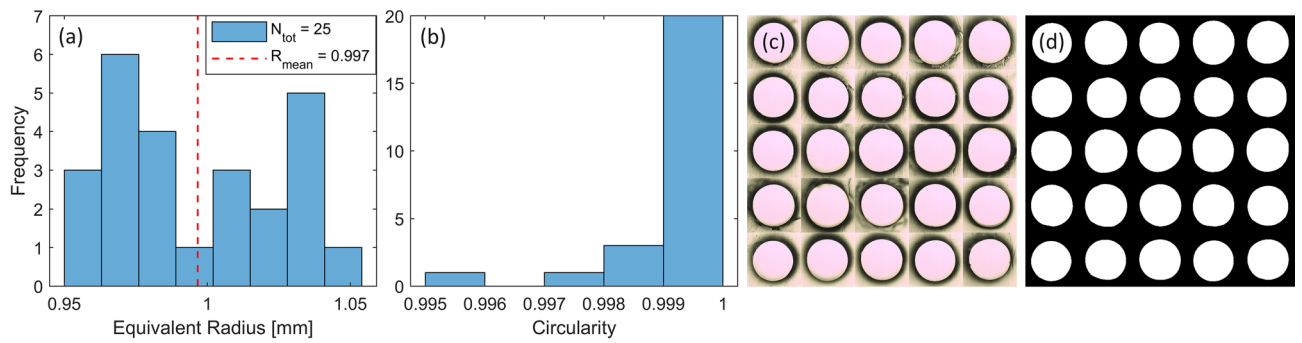 (a)
N_tot = 25
R_mean = 0.997
7
6
5
4
3
2
1
0
Frequency
0.95
1
1.05
Equivalent Radius [mm]
(b)
20
15
10
5
0
0.995
0.996
0.997
0.998
0.999
1
Circularity
(c)
(d)